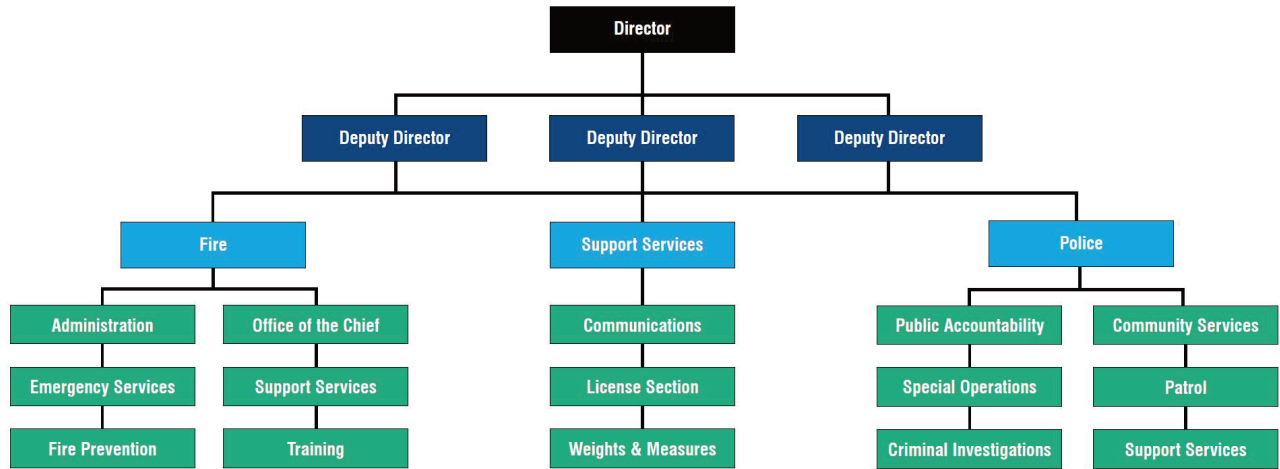 Director
Deputy Director
Deputy Director
Deputy Director
Fire
Support Services
Police
Administration
Office of the Chief
Communications
Public Accountability
Community Services
Emergency Services
Support Services
License Section
Special Operations
Patrol
Fire Prevention
Training
Weights & Measures
Criminal Investigations
Support Services